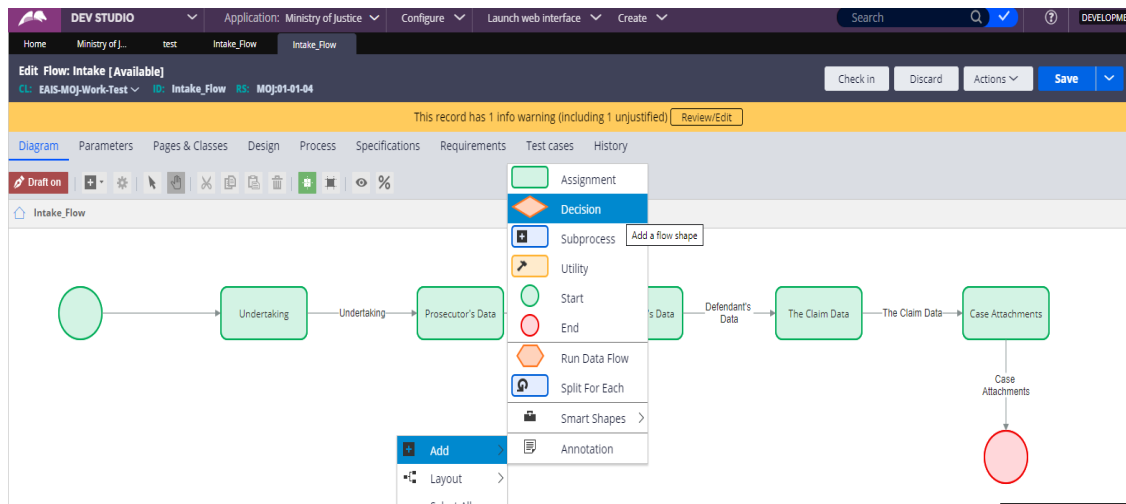 DEV STUDIO Application: Ministry of Justice Configure Launch web interface Create Search ? DEVELOPME
Home Ministry of J... test Intake_Flow Intake_Flow
Edit Flow: Intake [Available] Check in Discard Actions Save
CL: EAIS-MOJ-Work-Test ID: Intake_Flow RS: MOJ:01-01-04
This record has 1 info warning (including 1 unjustified) Review/Edit
Diagram Parameters Pages & Classes Design Process Specifications Requirements Test cases History
Draft on
Intake_Flow
Assignment
Decision
Subprocess
Add a flow shape
Utility
Start
End
Run Data Flow
Split For Each
Smart Shapes
Annotation
Undertaking
Undertaking
Prosecutor's Data
's Data
Defendant's
Data
The Claim Data
The Claim Data
Case Attachments
Case
Attachments
Add
Layout